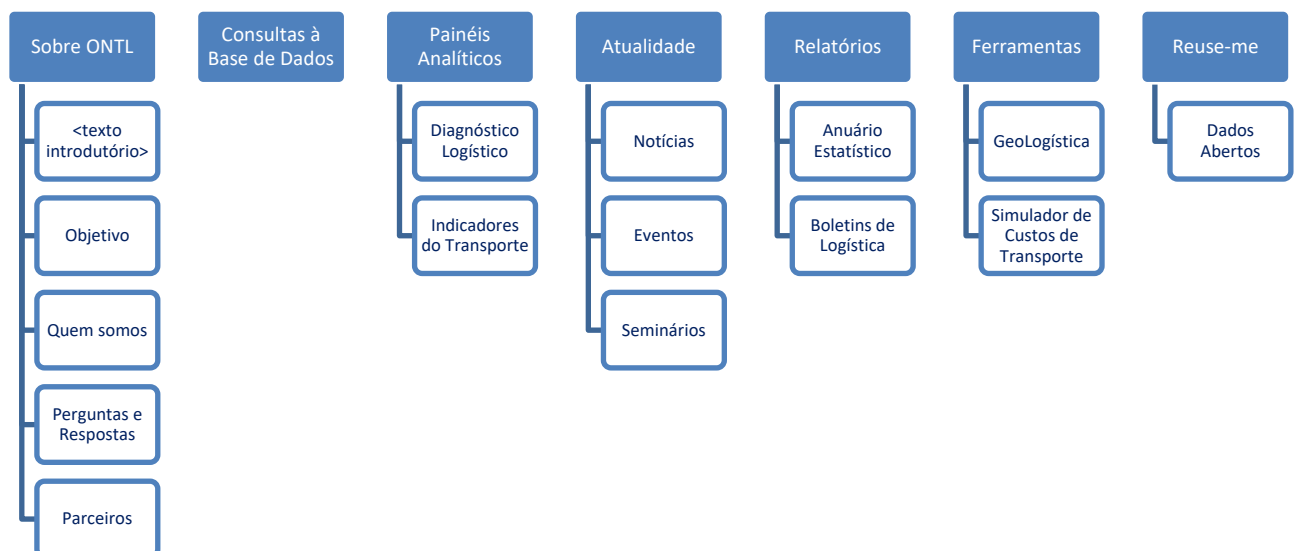 Sobre ONTL
Consultas à
Base de Dados
Painéis
Analíticos
Atualidade
Relatórios
Ferramentas
Reuse-me
<texto
introdutório>
Objetivo
Quem somos
Perguntas e
Respostas
Parceiros
Diagnóstico
Logístico
Indicadores
do Transporte
Notícias
Eventos
Seminários
Anuário
Estatístico
Boletins de
Logística
GeoLogística
Simulador de
Custos de
Transporte
Dados
Abertos